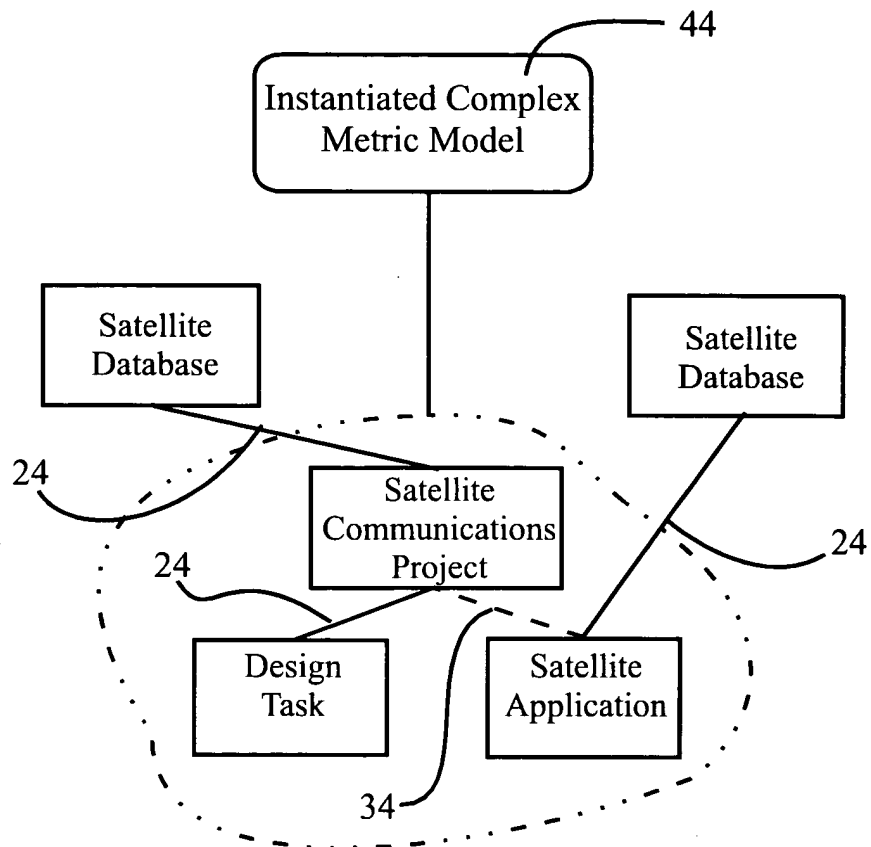 44
Instantiated Complex
Metric Model
Satellite
Database
Satellite
Database
24
Satellite
Communications
Project
24
24
Design
Task
Satellite
Application
34